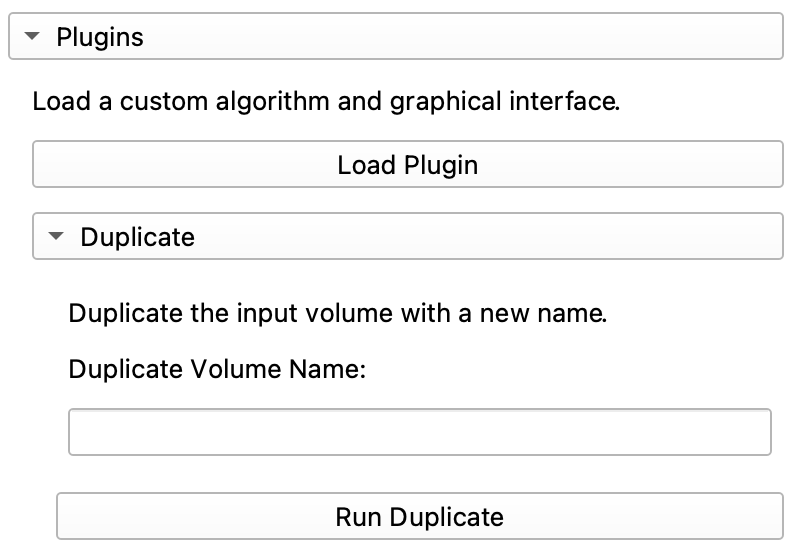 Plugins
Load a custom algorithm and graphical interface.
Load Plugin
Duplicate
Duplicate the input volume with a new name.
Duplicate Volume Name:
Run Duplicate